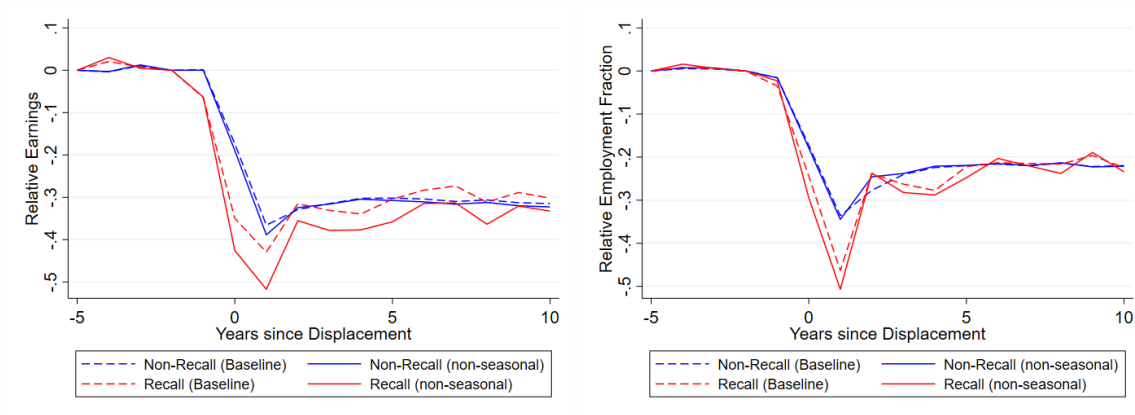 Relative Earnings
.1
0
-.1
-.2
-.3
-.4
-.5
-5 0 5 10
Years since Displacement
Non-Recall (Baseline) Non-Recall (non-seasonal)
Recall (Baseline) Recall (non-seasonal)
Relative Employment Fraction
.1
0
-.1
-.2
-.3
-.4
-.5
-5 0 5 10
Years since Displacement
Non-Recall (Baseline) Non-Recall (non-seasonal)
Recall (Baseline) Recall (non-seasonal)